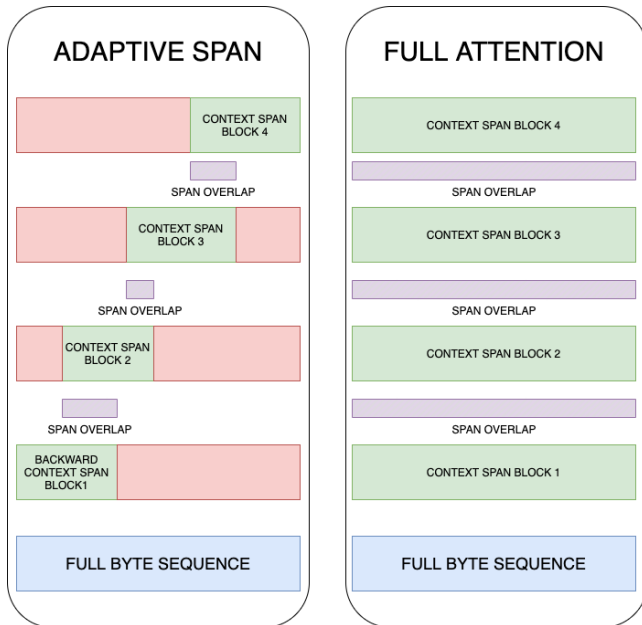 ADAPTIVE SPAN
CONTEXT SPAN
BLOCK 4
SPAN OVERLAP
CONTEXT SPAN
BLOCK 3
SPAN OVERLAP
CONTEXT SPAN
BLOCK 2
SPAN OVERLAP
BACKWARD
CONTEXT SPAN
BLOCK1
FULL BYTE SEQUENCE
FULL ATTENTION
CONTEXT SPAN BLOCK 4
SPAN OVERLAP
CONTEXT SPAN BLOCK 3
SPAN OVERLAP
CONTEXT SPAN BLOCK 2
SPAN OVERLAP
CONTEXT SPAN BLOCK 1
FULL BYTE SEQUENCE